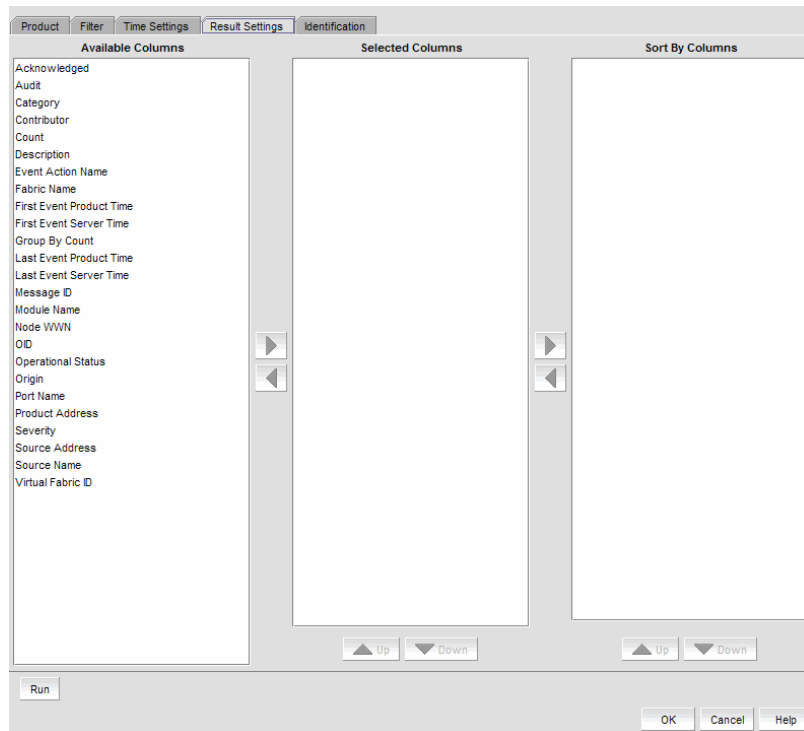 Product Filter Time Settings Result Settings Identification
Available Columns Selected Columns Sort By Columns
Acknowledged
Audit
Category
Contributor
Count
Description
Event Action Name
Fabric Name
First Event Product Time
First Event Server Time
Group By Count
Last Event Product Time
Last Event Server Time
Message ID
Module Name
Node WWN
OID
Operational Status
Origin
Port Name
Product Address
Severity
Source Address
Source Name
Virtual Fabric ID
Up Down Up Down
Run
OK Cancel Help